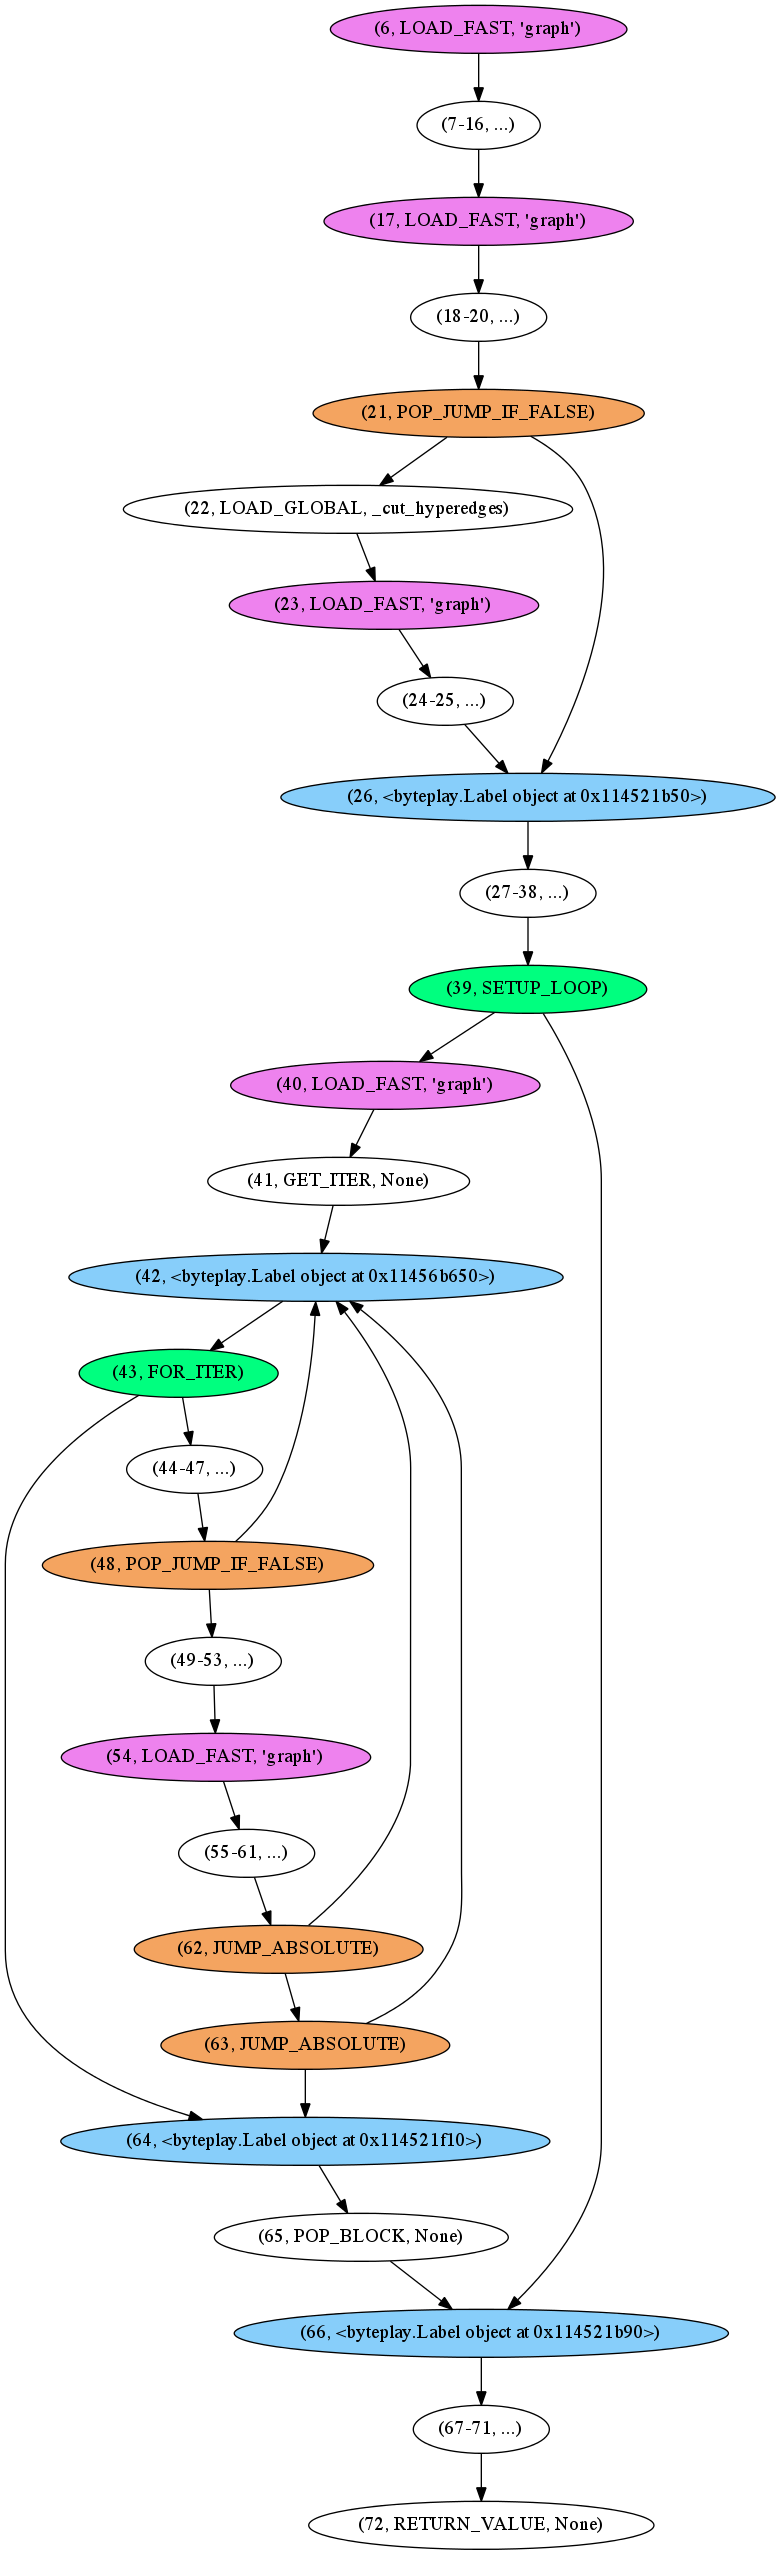 (6, LOAD_FAST, 'graph')
(7-16, ...)
(17, LOAD_FAST, 'graph')
(18-20, ...)
(21, POP_JUMP_IF_FALSE)
(22, LOAD_GLOBAL, _cut_hyperedges)
(23, LOAD_FAST, 'graph')
(24-25, ...)
(26, <byteplay.Label object at 0x114521b50>)
(27-38, ...)
(39, SETUP_LOOP)
(40, LOAD_FAST, 'graph')
(41, GET_ITER, None)
(42, <byteplay.Label object at 0x11456b650>)
(43, FOR_ITER)
(44-47, ...)
(48, POP_JUMP_IF_FALSE)
(49-53, ...)
(54, LOAD_FAST, 'graph')
(55-61, ...)
(62, JUMP_ABSOLUTE)
(63, JUMP_ABSOLUTE)
(64, <byteplay.Label object at 0x114521f10>)
(65, POP_BLOCK, None)
(66, <byteplay.Label object at 0x114521b90>)
(67-71, ...)
(72, RETURN_VALUE, None)